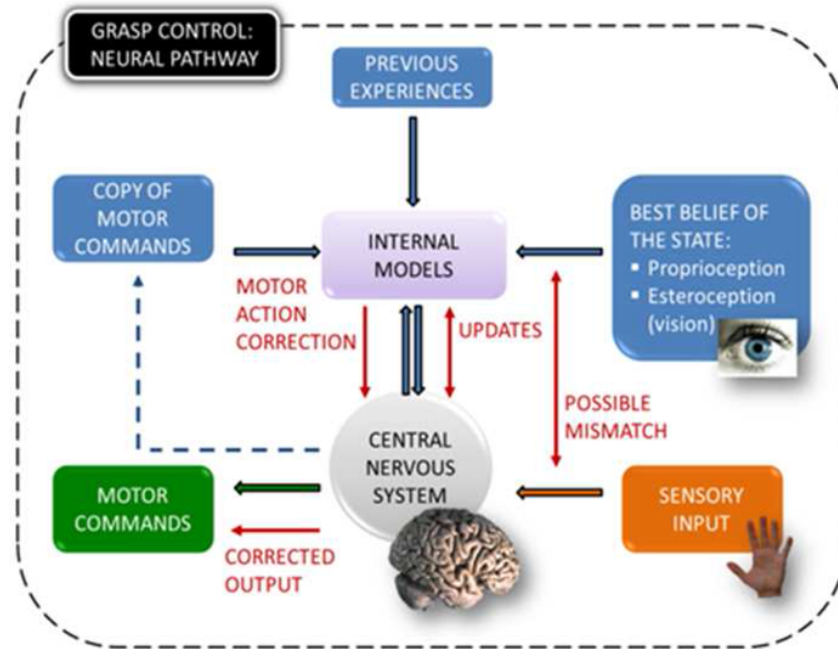 GRASP CONTROL:
NEURAL PATHWAY
PREVIOUS
EXPERIENCES
COPY OF
MOTOR
COMMANDS
INTERNAL
MODELS
BEST BELIEF OF
THE STATE:
▪ Proprioception
▪ Esteroception
(vision)
MOTOR
ACTION
CORRECTION
UPDATES
POSSIBLE
MISMATCH
CENTRAL
NERVOUS
SYSTEM
MOTOR
COMMANDS
SENSORY
INPUT
CORRECTED
OUTPUT